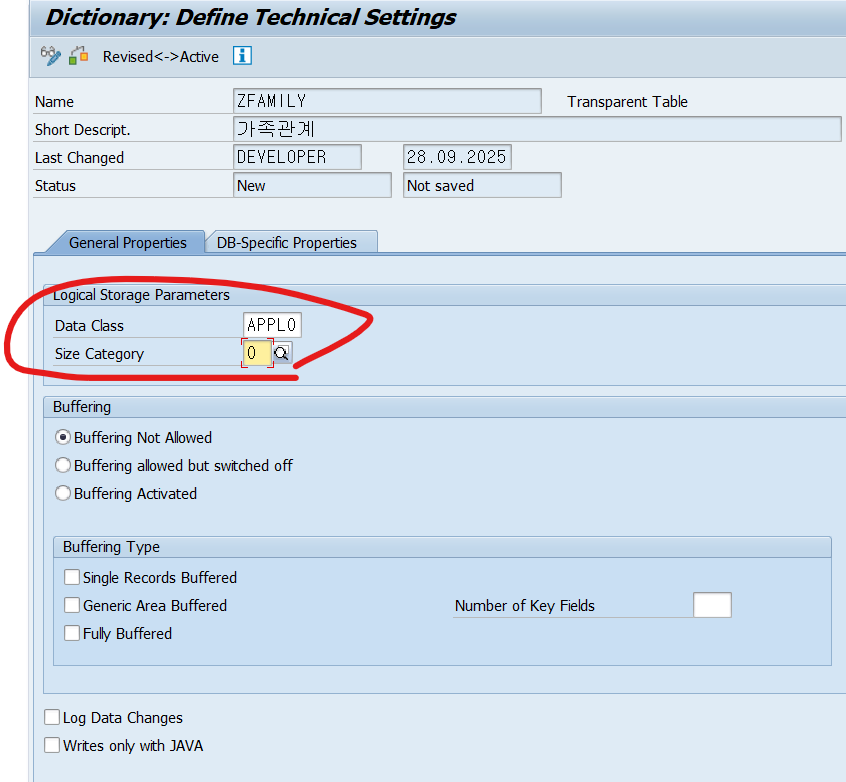 Dictionary: Define Technical Settings
Revised<->Active
Name ZFAMILY Transparent Table
Short Descript. 가족관계
Last Changed DEVELOPER 28.09.2025
Status New Not saved
General Properties DB-Specific Properties
Logical Storage Parameters
Data Class APPL0
Size Category 0
Buffering
Buffering Not Allowed
Buffering allowed but switched off
Buffering Activated
Buffering Type
Single Records Buffered
Generic Area Buffered Number of Key Fields
Fully Buffered
Log Data Changes
Writes only with JAVA